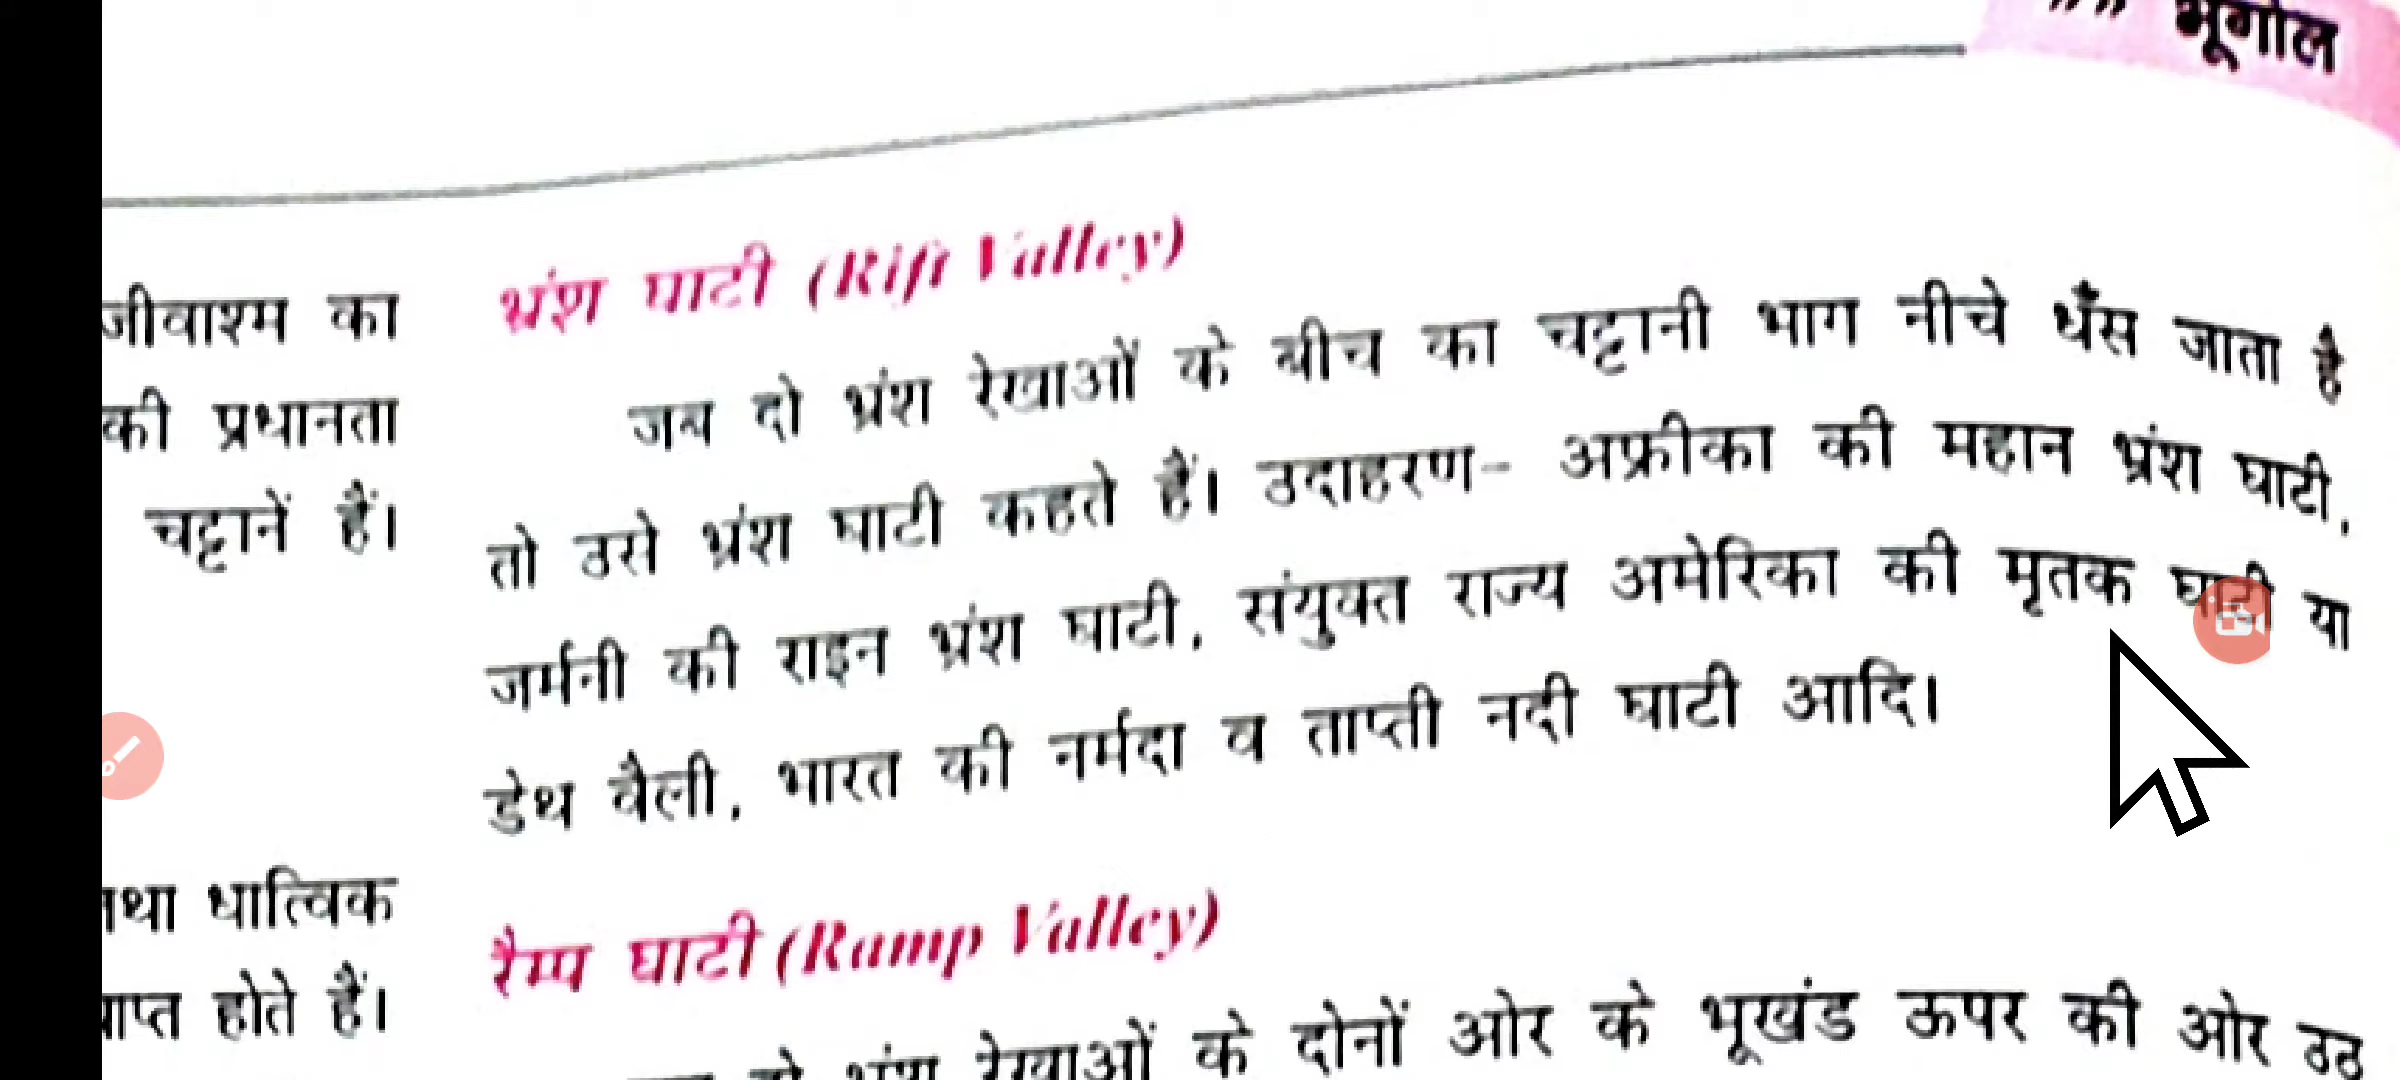 भूगोल
जीवाश्म का
की प्रधानता
चट्टानें हैं।
धात्विक
होते हैं।
भ्रंश घाटी (Rift Valley)
जब दो भ्रंश रेखाओं के बीच का चट्टानी भाग नीचे धँस जाता है
तो उसे भ्रंश घाटी कहते हैं। उदाहरण- अफ्रीका की महान भ्रंश घाटी,
जर्मनी की राइन भ्रंश घाटी, संयुक्त राज्य अमेरिका की मृतक घाटी या
डेथ वैली, भारत की नर्मदा व ताप्ती नदी घाटी आदि।
रैम्प घाटी (Ramp Valley)
दो भ्रंश रेखाओं के दोनों ओर के भूखंड ऊपर की ओर उठ